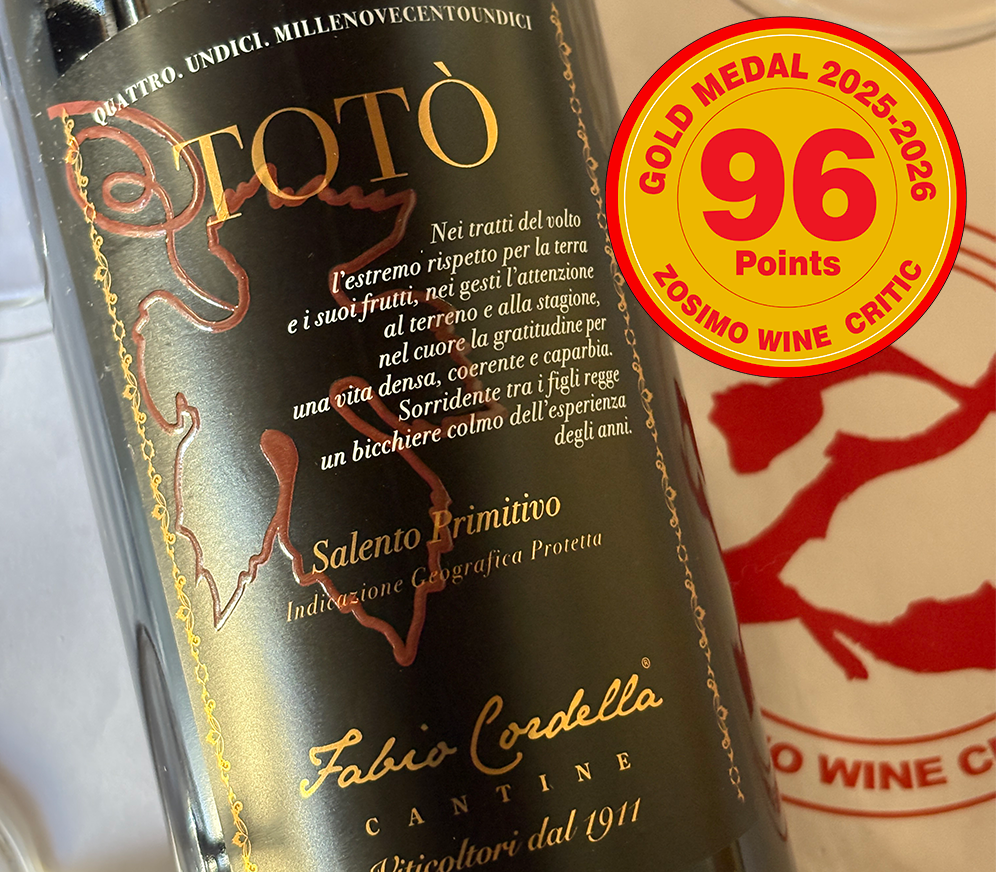 QUATTRO. UNDICI. MILLENOVECENTOUNDICI
TOTÒ
Nei tratti del volto
l'estremo rispetto per la terra
e i suoi frutti, nei gesti l'attenzione
al terreno e alla stagione,
nel cuore la gratitudine per
una vita densa, coerente e caparbia.
Sorridente tra i figli regge
un bicchiere colmo dell'esperienza
degli anni.
Salento Primitivo
Indicazione Geografica Protetta
Fabio Cordella®
CANTINE
Viticoltori dal 1911
GOLD MEDAL 2025-2026
96
Points
ZOSIMO WINE CRITIC
O WINE C